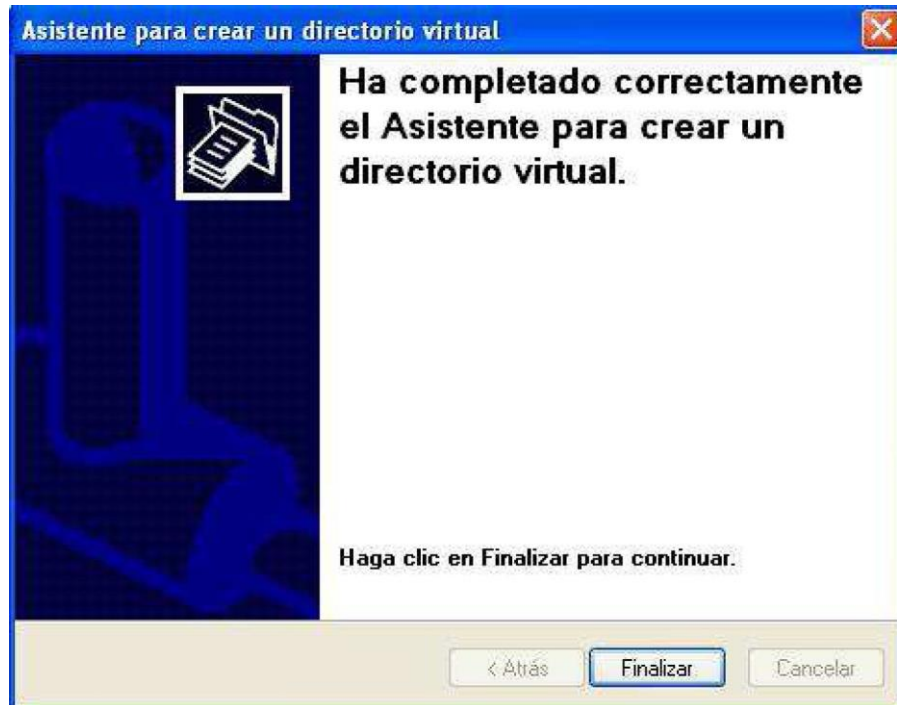 Asistente para crear un directorio virtual
Ha completado correctamente
el Asistente para crear un
directorio virtual.
Haga clic en Finalizar para continuar.
< Atrás Finalizar Cancelar